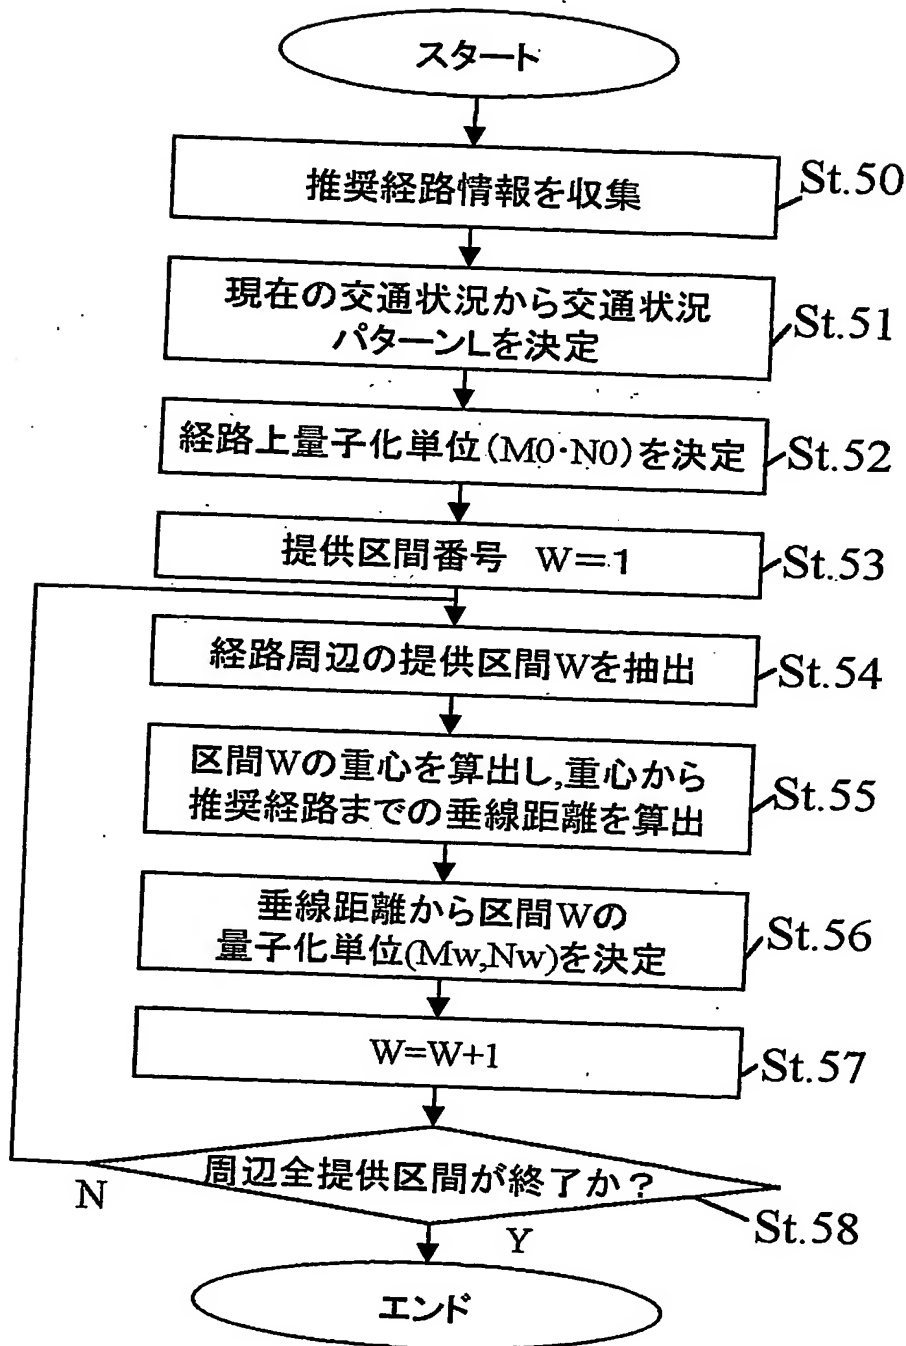 スタート
推奨経路情報を収集
St.50
現在の交通状況から交通状況
パターンLを決定
St.51
経路上量子化単位(M0·N0)を決定
St.52
提供区間番号 W=1
St.53
経路周辺の提供区間Wを抽出
St.54
区間Wの重心を算出し,重心から
推奨経路までの垂線距離を算出
St.55
垂線距離から区間Wの
量子化単位(Mw,Nw)を決定
St.56
W=W+1
St.57
周辺全提供区間が終了か?
N
St.58
Y
エンド